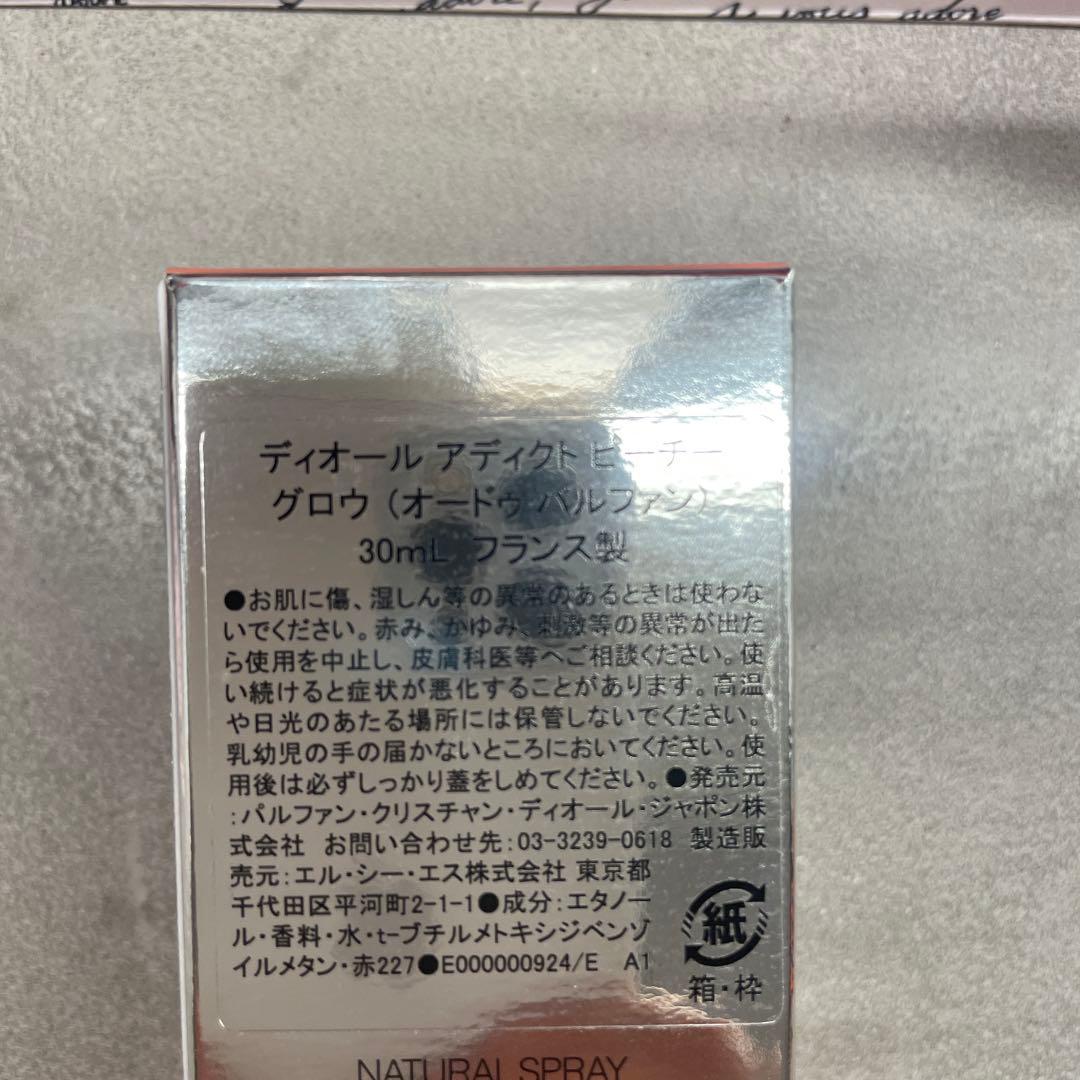 vous adore
ディオール アディクト ピーチー
グロウ（オードゥ パルファン）
30mL フランス製
●お肌に傷、湿しん等の異常のあるときは使わな
いでください。赤み、かゆみ、刺激等の異常が出た
ら使用を中止し、皮膚科医等へご相談ください。使
い続けると症状が悪化することがあります。高温
や日光のあたる場所には保管しないでください。
乳幼児の手の届かないところにおいてください。使
用後は必ずしっかり蓋をしめてください。●発売元
:パルファン・クリスチャン・ディオール・ジャポン株
式会社 お問い合わせ先:03-3239-0618 製造販
売元:エル・シー・エス株式会社 東京都
千代田区平河町2-1-1●成分:エタノー
ル・香料・水・t-ブチルメトキシジベンゾ
イルメタン・赤227●E000000924/E A1
紙
箱・枠
NATURAL SPRAY